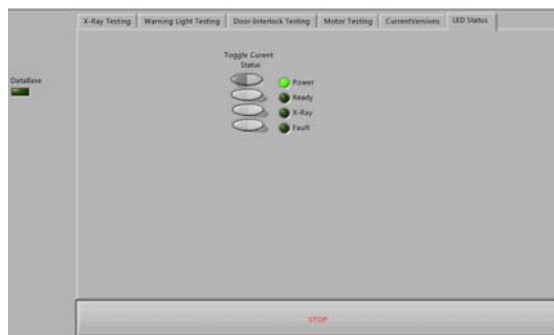 X-Ray Testing Warning Light Testing Door-Interlock Testing Motor Testing CurrentVersions LED Status
Toggle Curent
Status
DataBase
Power
Ready
X-Ray
Fault
STOP